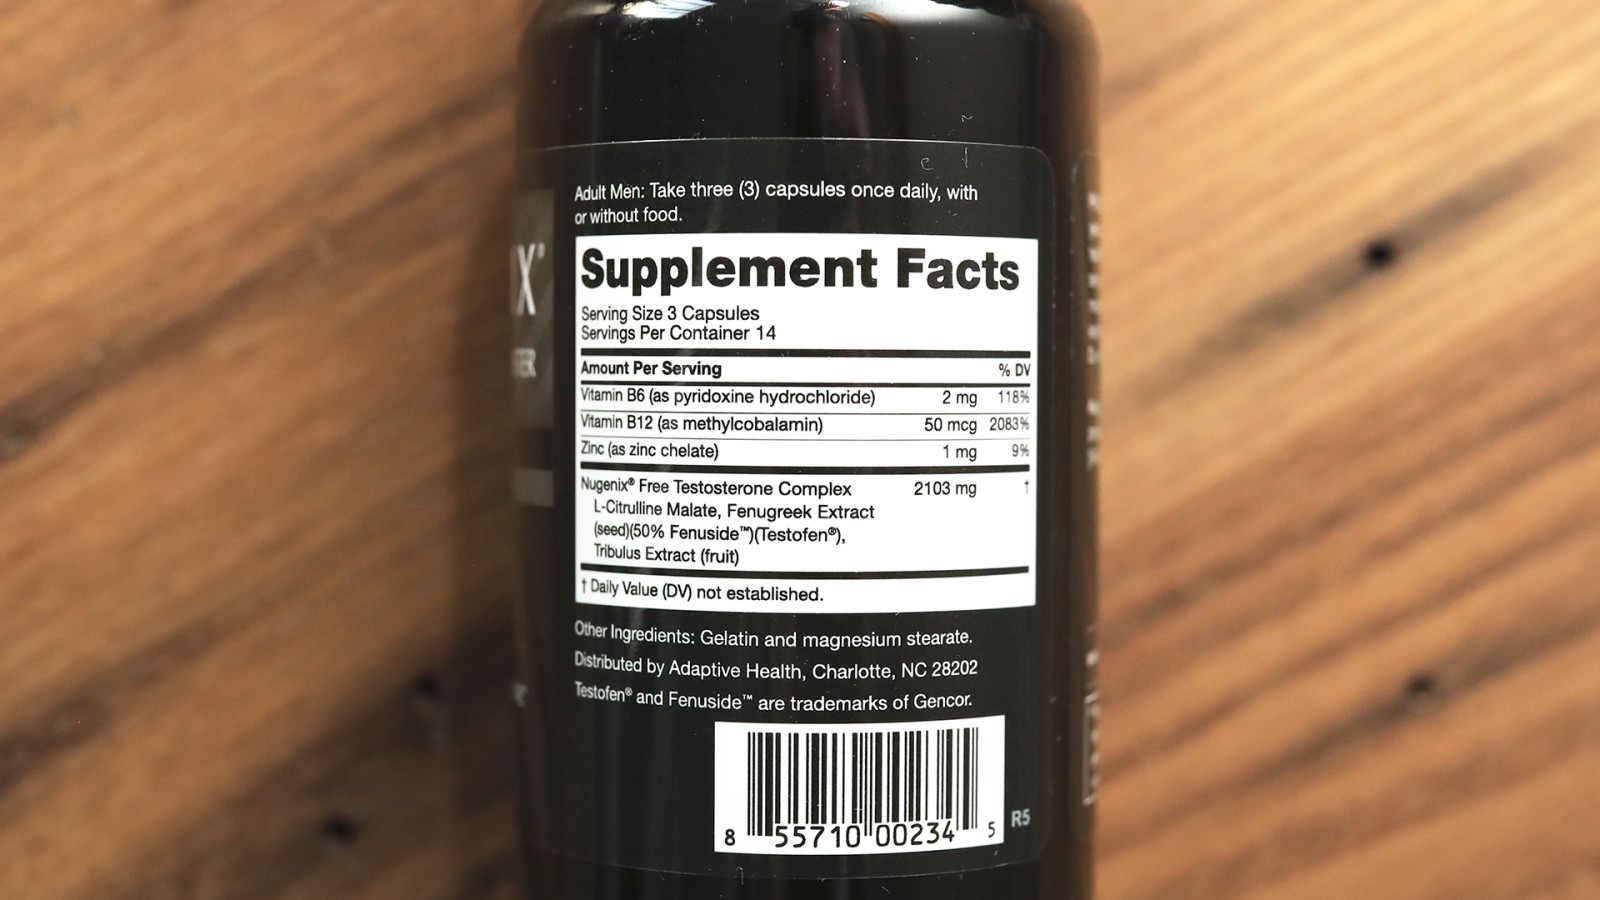 Adult Men: Take three (3) capsules once daily, with
or without food.
Supplement Facts
Serving Size 3 Capsules
Servings Per Container 14
Amount Per Serving % DV
Vitamin B6 (as pyridoxine hydrochloride) 2 mg 118%
Vitamin B12 (as methylcobalamin) 50 mcg 2083%
Zinc (as zinc chelate) 1 mg 9%
Nugenix® Free Testosterone Complex 2103 mg †
L-Citrulline Malate, Fenugreek Extract
(seed)(50% Fenuside™)(Testofen®),
Tribulus Extract (fruit)
† Daily Value (DV) not established.
Other Ingredients: Gelatin and magnesium stearate.
Distributed by Adaptive Health, Charlotte, NC 28202
Testofen® and Fenuside™ are trademarks of Gencor.
8 55710 00234 5
R5